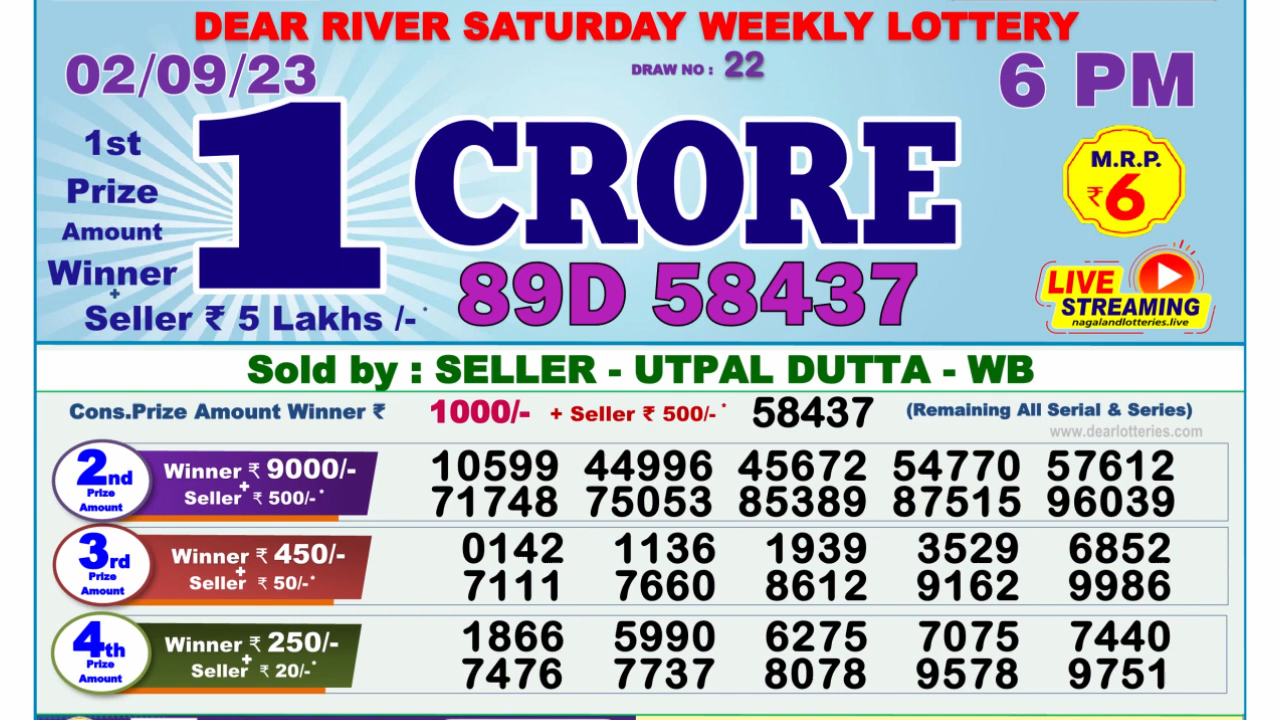 DEAR RIVER SATURDAY WEEKLY LOTTERY
02/09/23
DRAW NO : 22
6 PM
1st
Prize
Amount
Winner
+
Seller ₹ 5 Lakhs /-*
1 CRORE
89D 58437
M.R.P.
₹6
LIVE
STREAMING
nagalandlotteries.live
Sold by : SELLER - UTPAL DUTTA - WB
Cons.Prize Amount Winner ₹ 1000/- + Seller ₹ 500/-* 58437 (Remaining All Serial & Series)
www.dearlotteries.com
2nd
Prize
Amount
Winner ₹ 9000/-
+
Seller ₹ 500/-*
10599 44996 45672 54770 57612
71748 75053 85389 87515 96039
3rd
Prize
Amount
Winner ₹ 450/-
+
Seller ₹ 50/-*
0142 1136 1939 3529 6852
7111 7660 8612 9162 9986
4th
Prize
Amount
Winner ₹ 250/-
+
Seller ₹ 20/-*
1866 5990 6275 7075 7440
7476 7737 8078 9578 9751